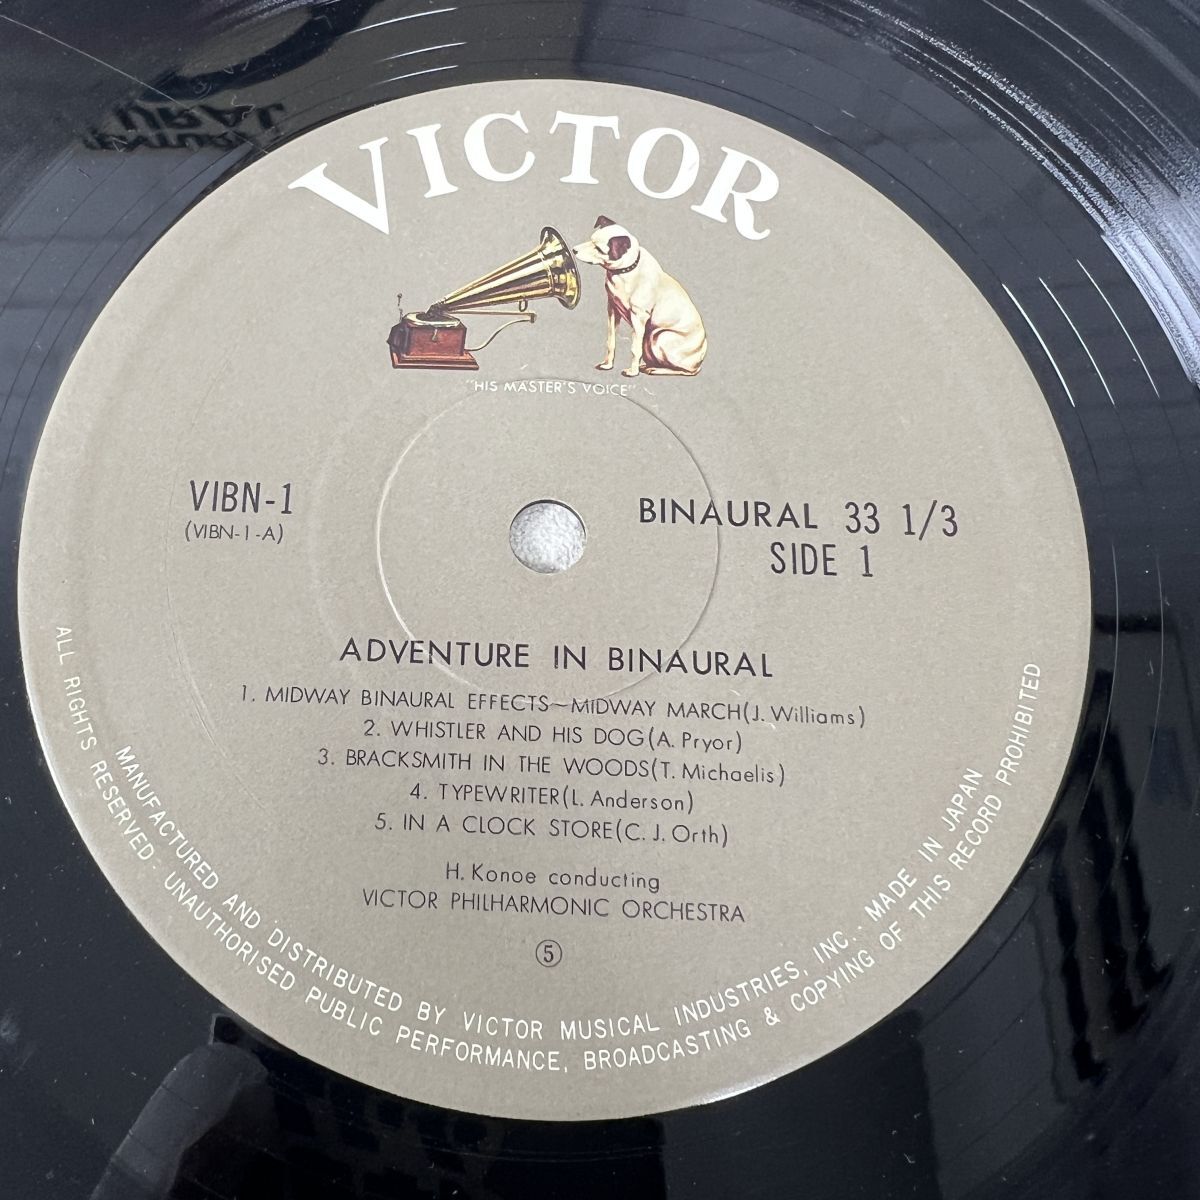 VICTOR
"HIS MASTER'S VOICE"
VIBN-1
(VIBN-1-A)
BINAURAL 33 1/3
SIDE 1
ADVENTURE IN BINAURAL
1. MIDWAY BINAURAL EFFECTS~MIDWAY MARCH(J. Williams)
2. WHISTLER AND HIS DOG(A. Pryor)
3. BRACKSMITH IN THE WOODS(T. Michaelis)
4. TYPEWRITER(L. Anderson)
5. IN A CLOCK STORE(C. J. Orth)
H. Konoe conducting
VICTOR PHILHARMONIC ORCHESTRA
⑤
MANUFACTURED AND DISTRIBUTED BY VICTOR MUSICAL INDUSTRIES, INC. · MADE IN JAPAN
ALL RIGHTS RESERVED · UNAUTHORISED PUBLIC PERFORMANCE, BROADCASTING & COPYING OF THIS RECORD PROHIBITED